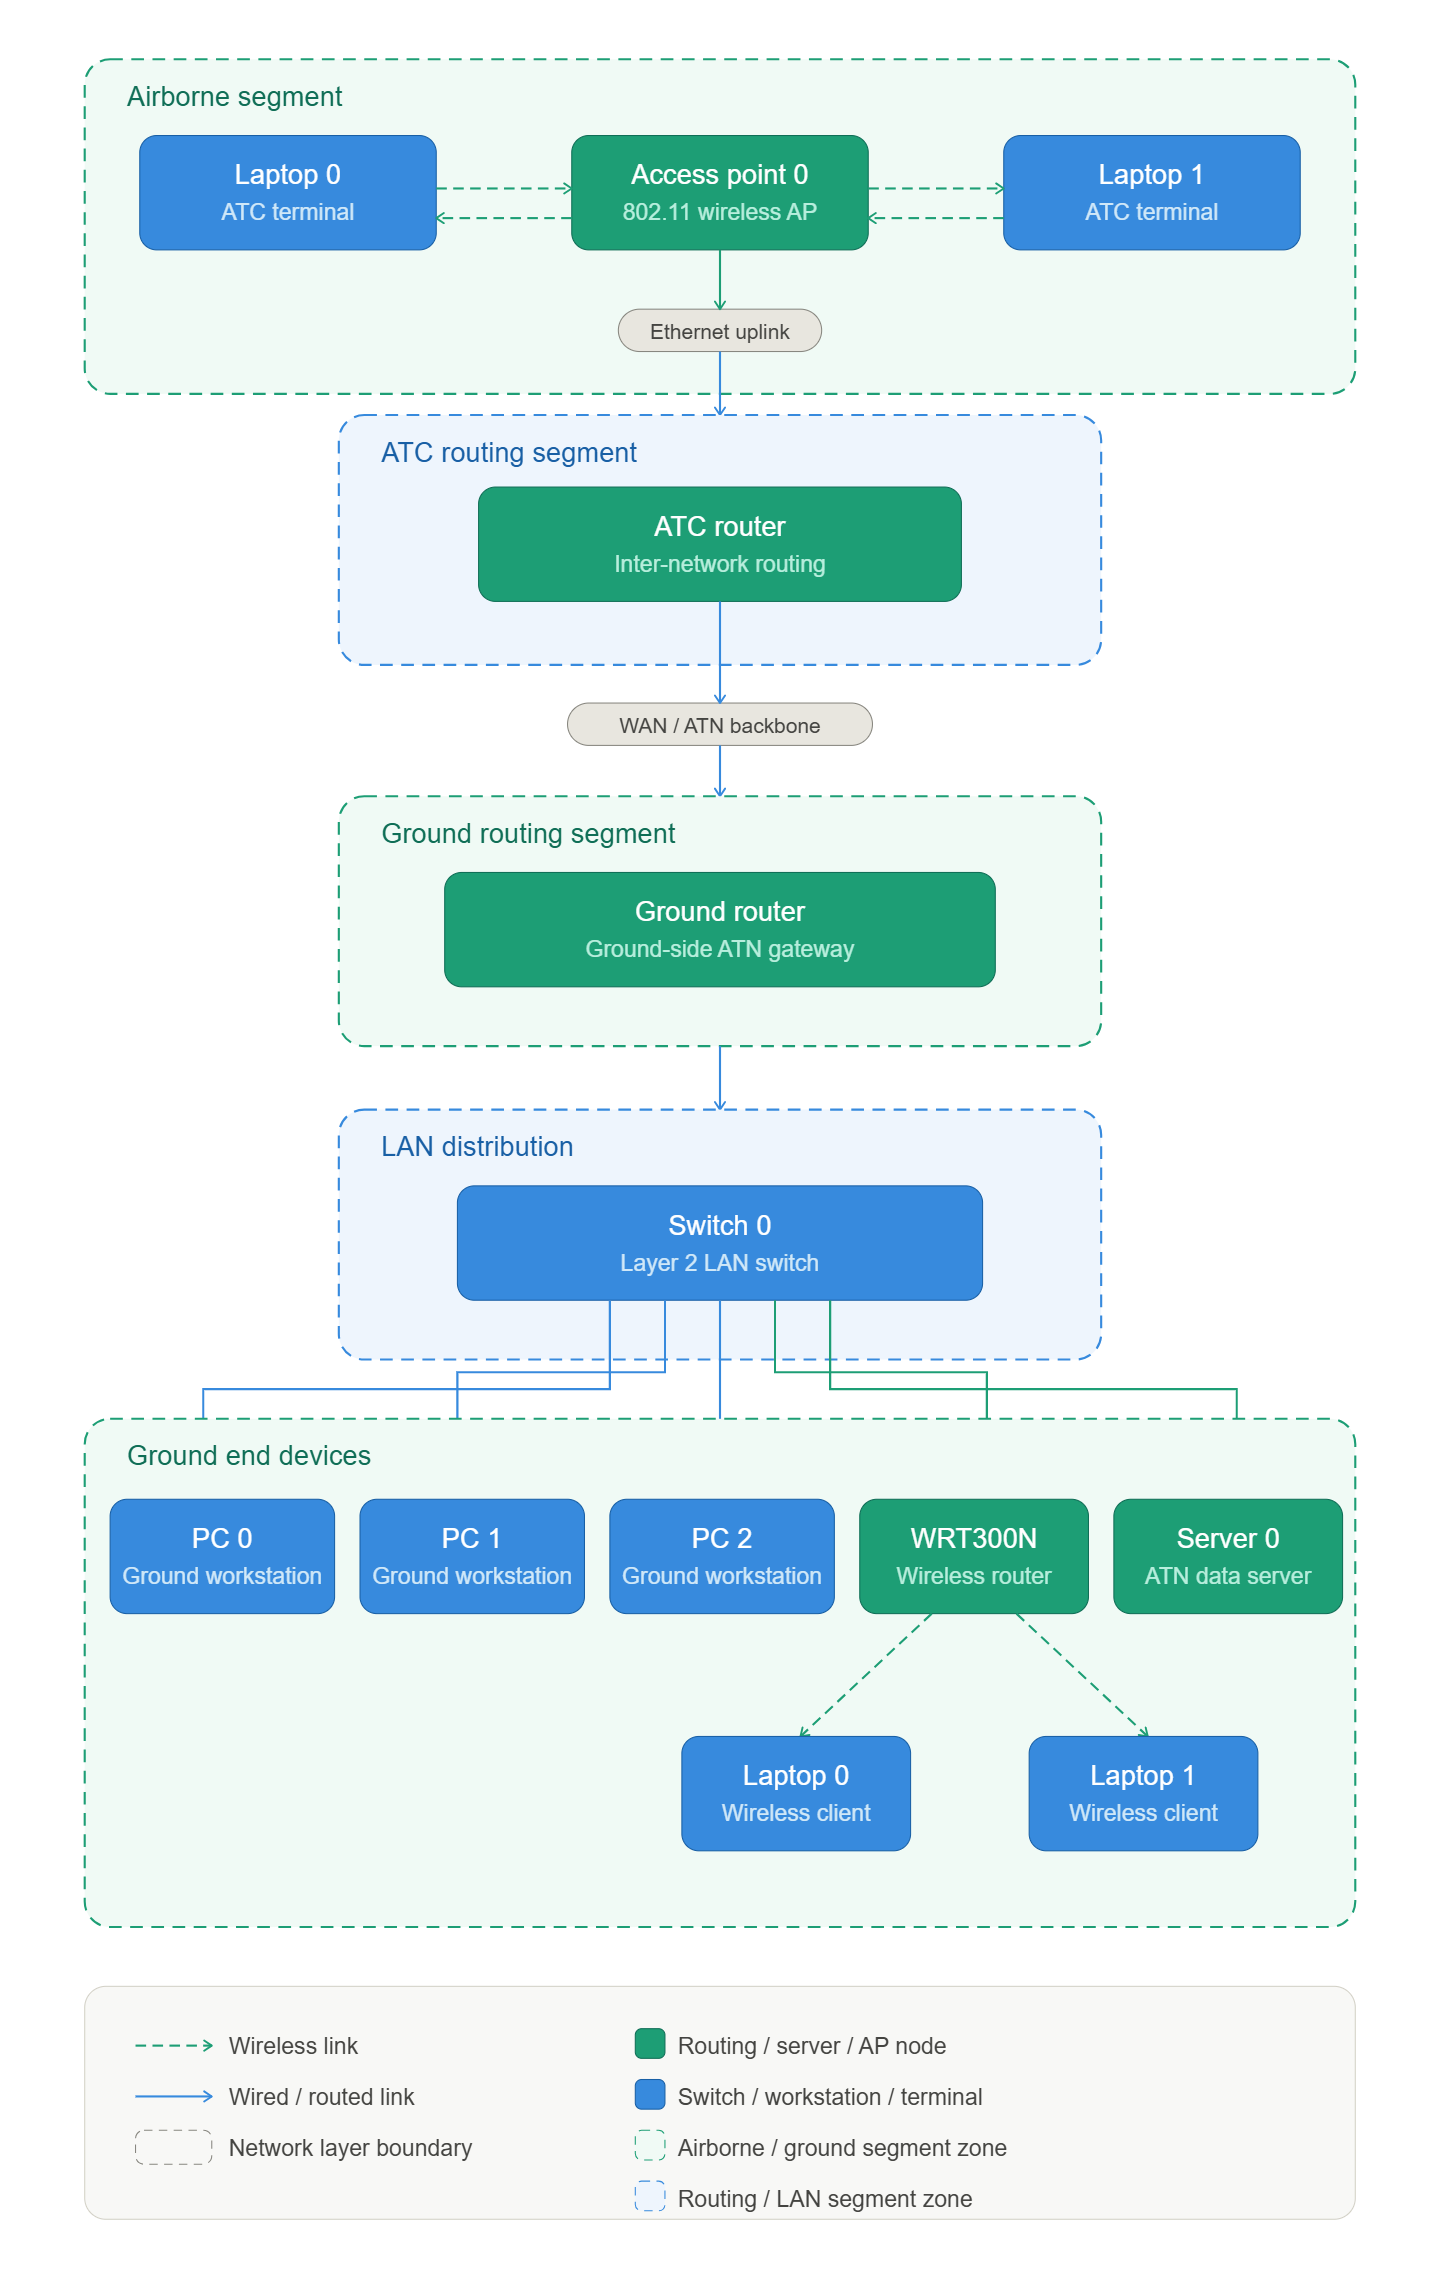 Airborne segment
Laptop 0
ATC terminal
Access point 0
802.11 wireless AP
Laptop 1
ATC terminal
Ethernet uplink
ATC routing segment
ATC router
Inter-network routing
WAN / ATN backbone
Ground routing segment
Ground router
Ground-side ATN gateway
LAN distribution
Switch 0
Layer 2 LAN switch
Ground end devices
PC 0
Ground workstation
PC 1
Ground workstation
PC 2
Ground workstation
WRT300N
Wireless router
Server 0
ATN data server
Laptop 0
Wireless client
Laptop 1
Wireless client
Wireless link
Wired / routed link
Network layer boundary
Routing / server / AP node
Switch / workstation / terminal
Airborne / ground segment zone
Routing / LAN segment zone